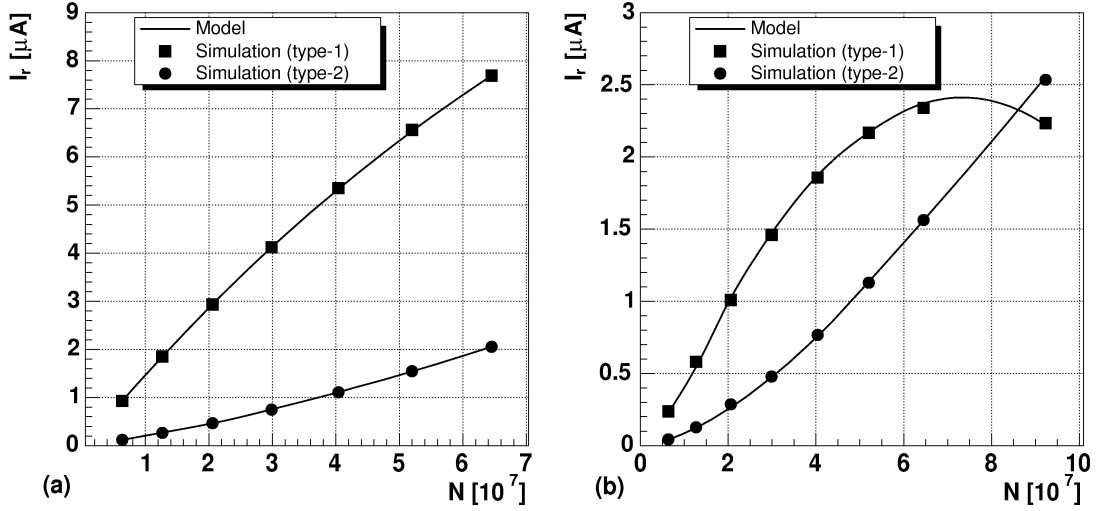 I_r [μA]
9
8
7
6
5
4
3
2
1
0
Model
Simulation (type-1)
Simulation (type-2)
1 2 3 4 5 6 7
(a)
N [10^7]
I_r [μA]
3
2.5
2
1.5
1
0.5
0
Model
Simulation (type-1)
Simulation (type-2)
0 2 4 6 8 10
(b)
N [10^7]